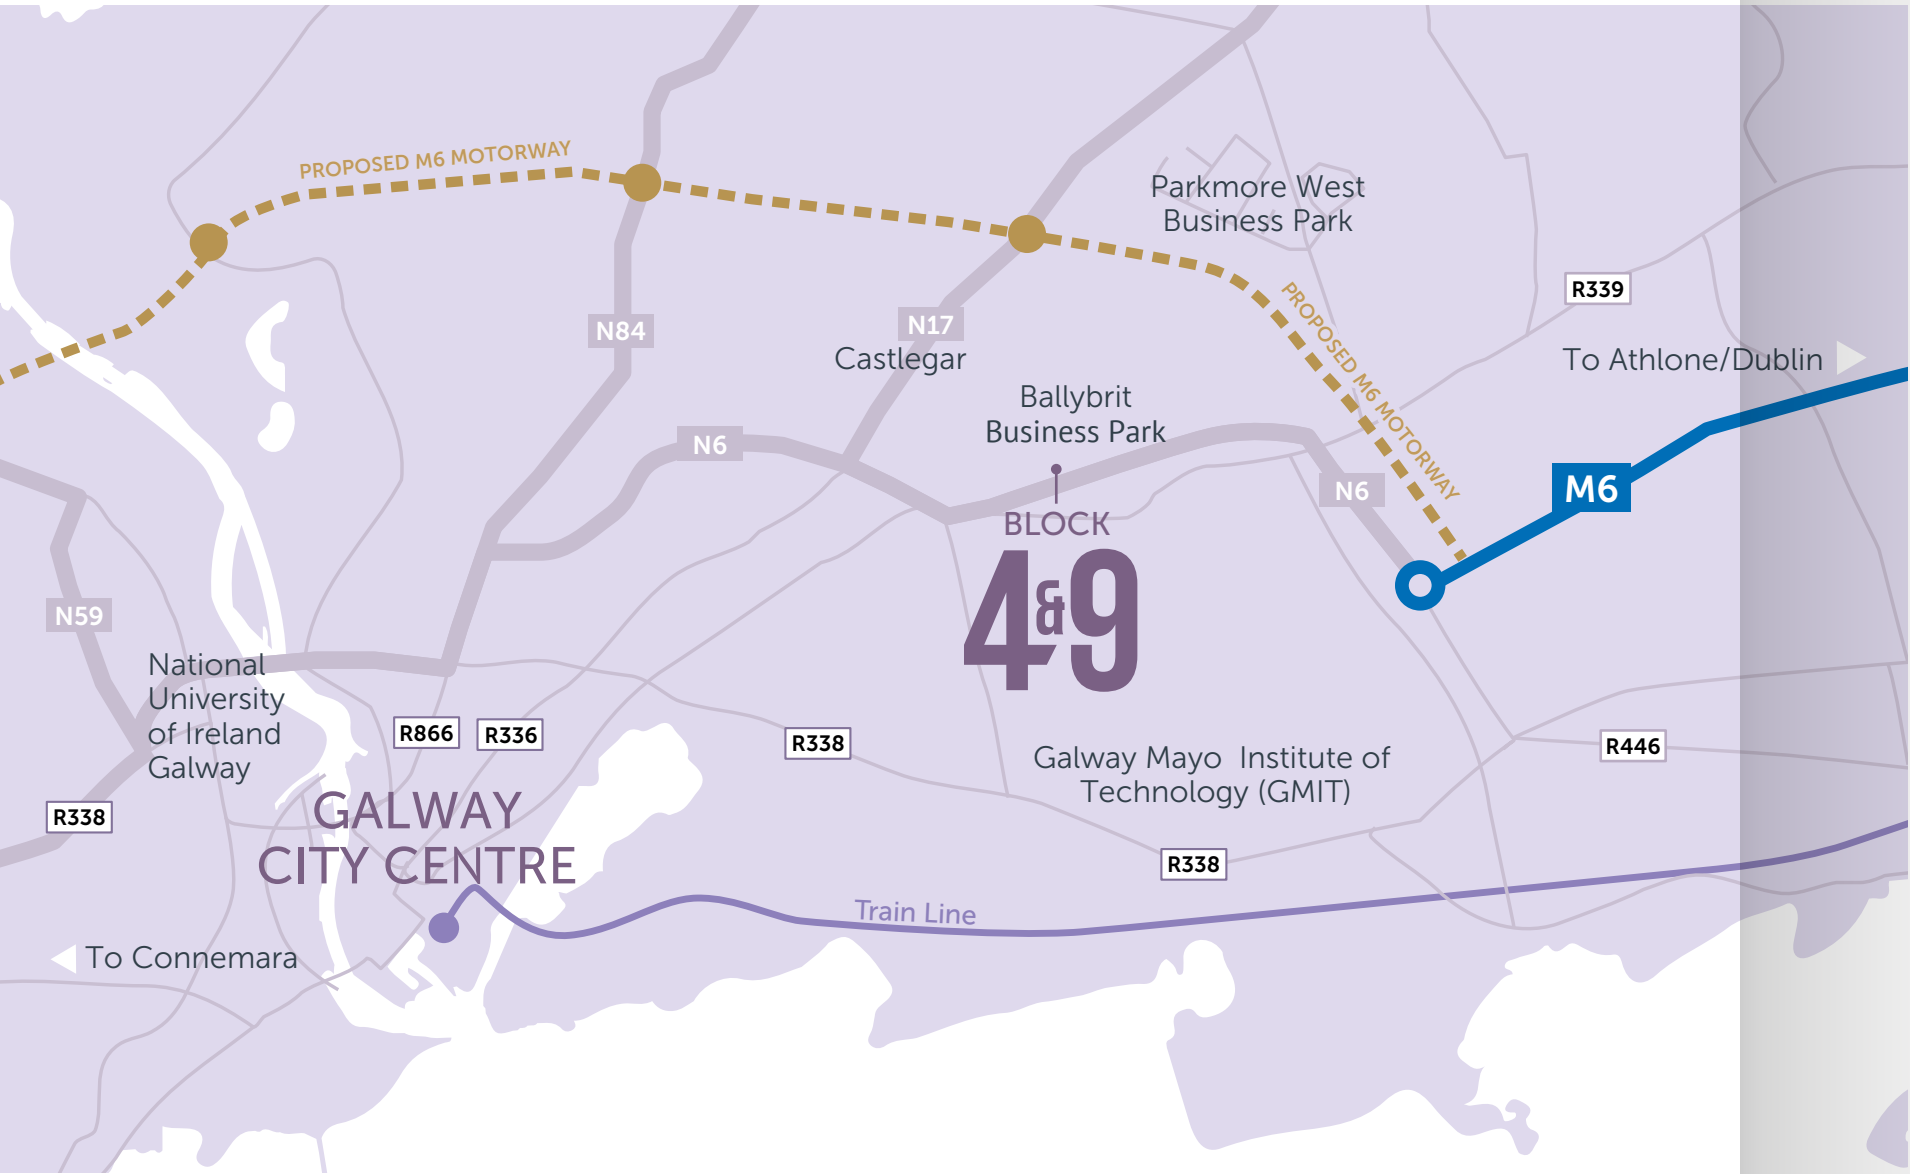 PROPOSED M6 MOTORWAY
Parkmore West
Business Park
PROPOSED M6 MOTORWAY
R339
N84
N17
Castlegar
To Athlone/Dublin
Ballybrit
Business Park
N6
N6
M6
BLOCK
4&9
N59
National
University
of Ireland
Galway
R866
R336
R338
R446
Galway Mayo  Institute of
Technology (GMIT)
R338
GALWAY
CITY CENTRE
R338
Train Line
To Connemara